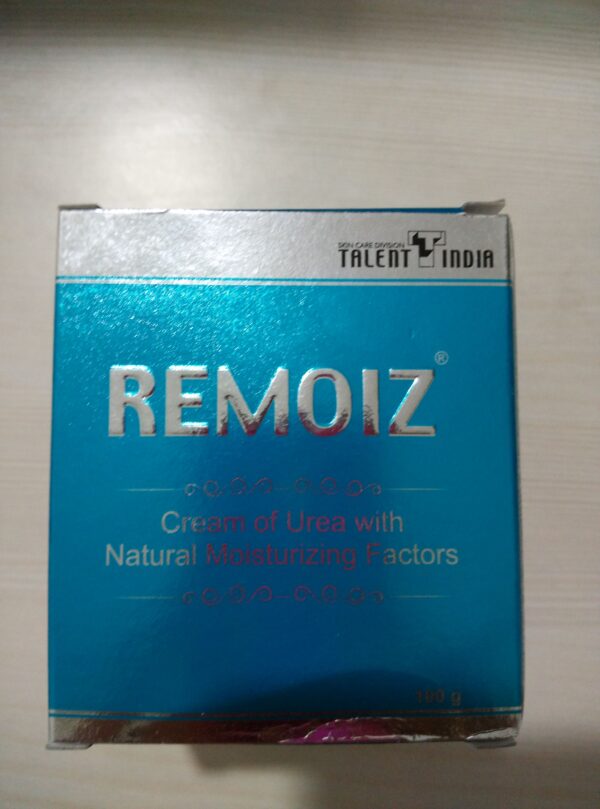 SKIN CARE DIVISION
TALENT INDIA
REMOIZ®
Cream of Urea with
Natural Moisturizing Factors
100 g